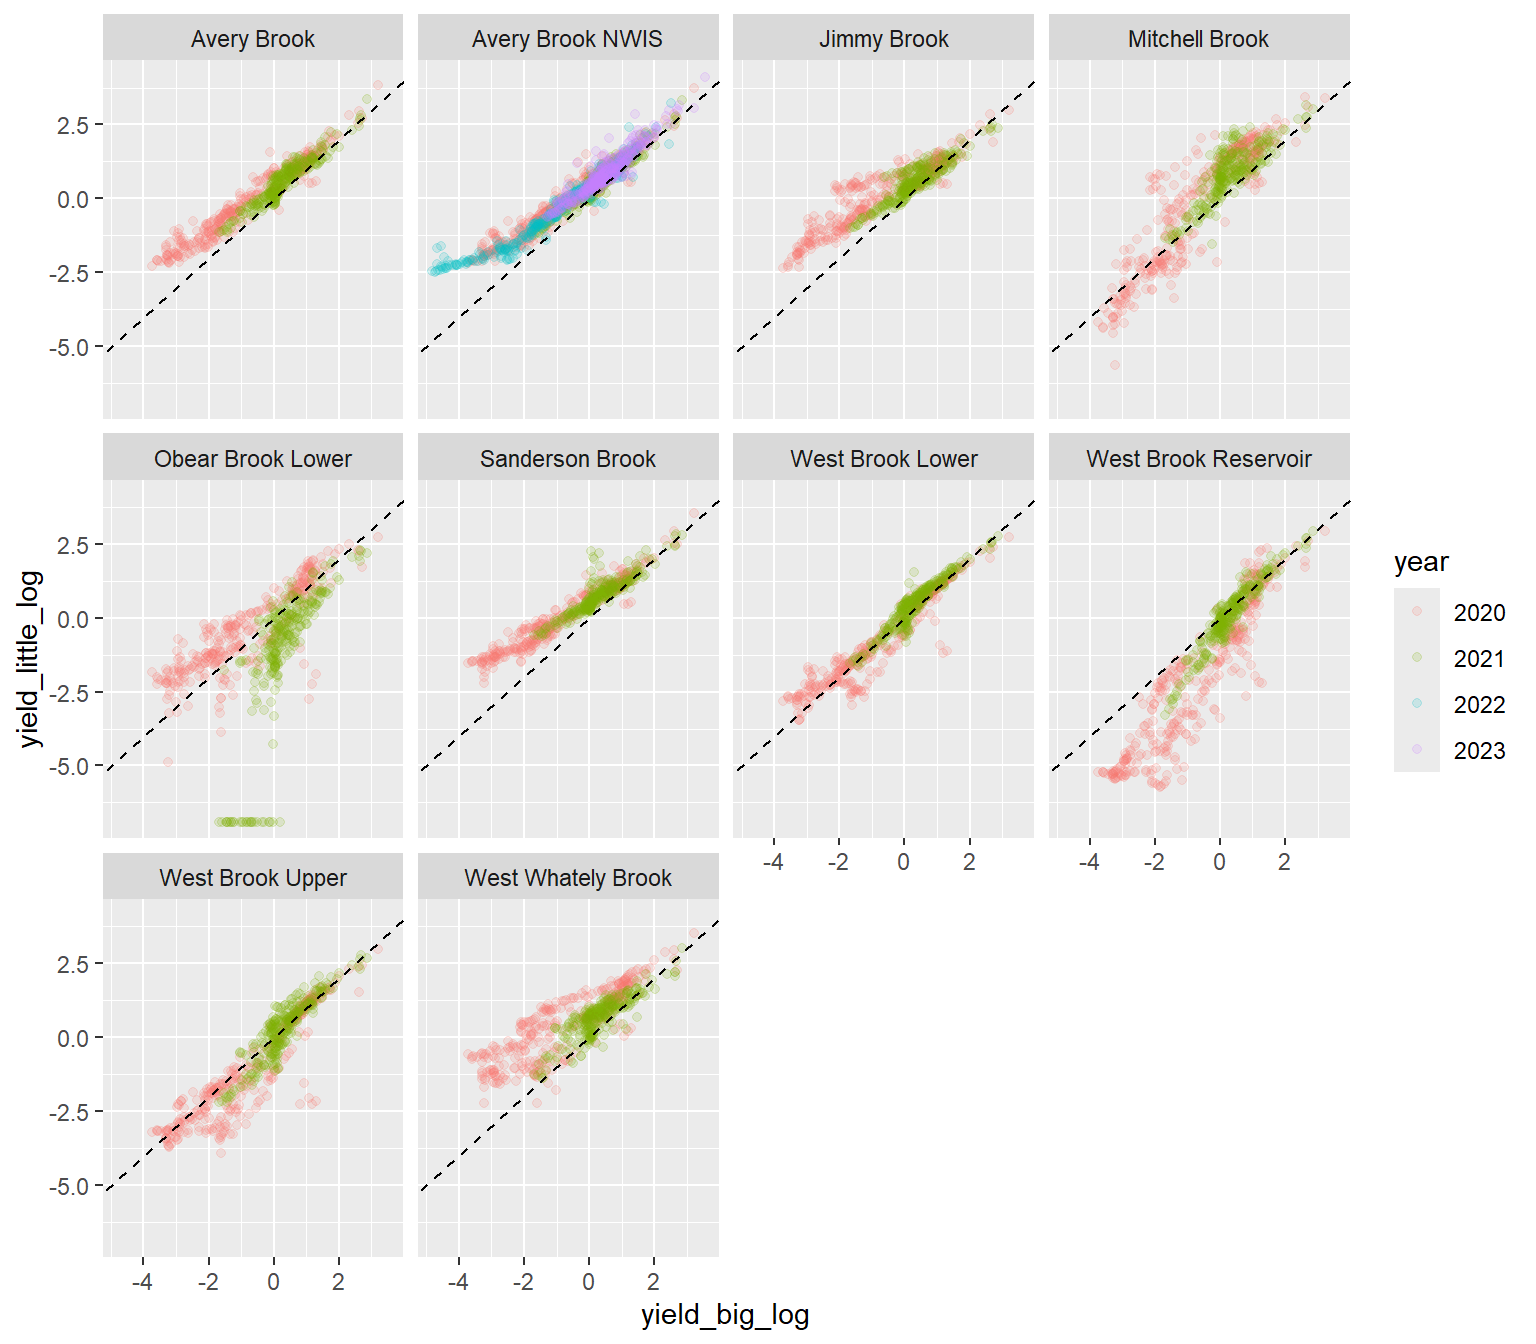 Avery Brook
Avery Brook NWIS
Jimmy Brook
Mitchell Brook
2.5
0.0
-2.5
-5.0
Obear Brook Lower
Sanderson Brook
West Brook Lower
West Brook Reservoir
2.5
0.0
-2.5
-5.0
-4 -2 0 2
-4 -2 0 2
West Brook Upper
West Whately Brook
2.5
0.0
-2.5
-5.0
-4 -2 0 2
-4 -2 0 2
yield_big_log
yield_little_log
year
2020
2021
2022
2023